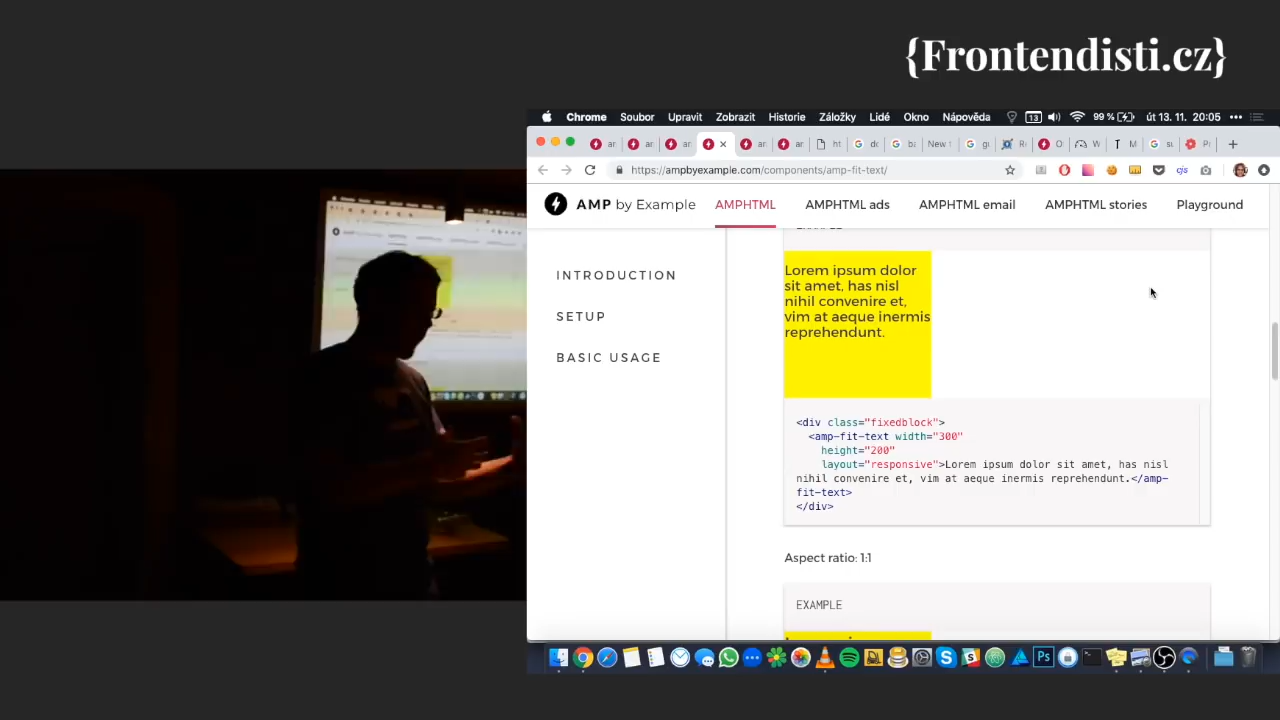 {Frontendisti.cz}
Chrome Soubor Upravit Zobrazit Historie Záložky Lidé Okno Nápověda 13 99 % út 13. 11. 20:05
https://ampbyexample.com/components/amp-fit-text/
AMP by Example AMPHTML AMPHTML ads AMPHTML email AMPHTML stories Playground
INTRODUCTION
SETUP
BASIC USAGE
Lorem ipsum dolor
sit amet, has nisl
nihil convenire et,
vim at aeque inermis
reprehendunt.
<div class="fixedblock">
<amp-fit-text width="300"
height="200"
layout="responsive">Lorem ipsum dolor sit amet, has nisl
nihil convenire et, vim at aeque inermis reprehendunt.</amp-
fit-text>
</div>
Aspect ratio: 1:1
EXAMPLE